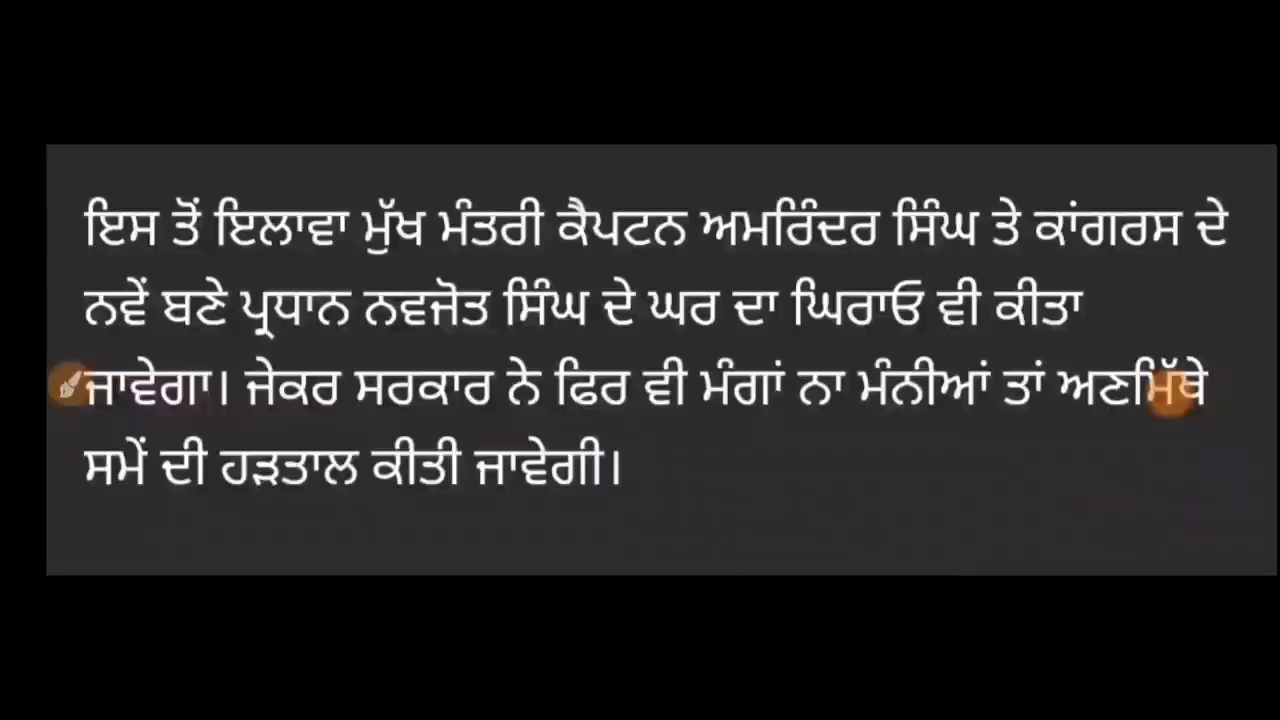 ਇਸ ਤੋਂ ਇਲਾਵਾ ਮੁੱਖ ਮੰਤਰੀ ਕੈਪਟਨ ਅਮਰਿੰਦਰ ਸਿੰਘ ਤੇ ਕਾਂਗਰਸ ਦੇ
ਨਵੇਂ ਬਣੇ ਪ੍ਰਧਾਨ ਨਵਜੋਤ ਸਿੰਘ ਦੇ ਘਰ ਦਾ ਘਿਰਾਓ ਵੀ ਕੀਤਾ
ਜਾਵੇਗਾ। ਜੇਕਰ ਸਰਕਾਰ ਨੇ ਫਿਰ ਵੀ ਮੰਗਾਂ ਨਾ ਮੰਨੀਆਂ ਤਾਂ ਅਣਮਿੱਥੇ
ਸਮੇਂ ਦੀ ਹੜਤਾਲ ਕੀਤੀ ਜਾਵੇਗੀ।